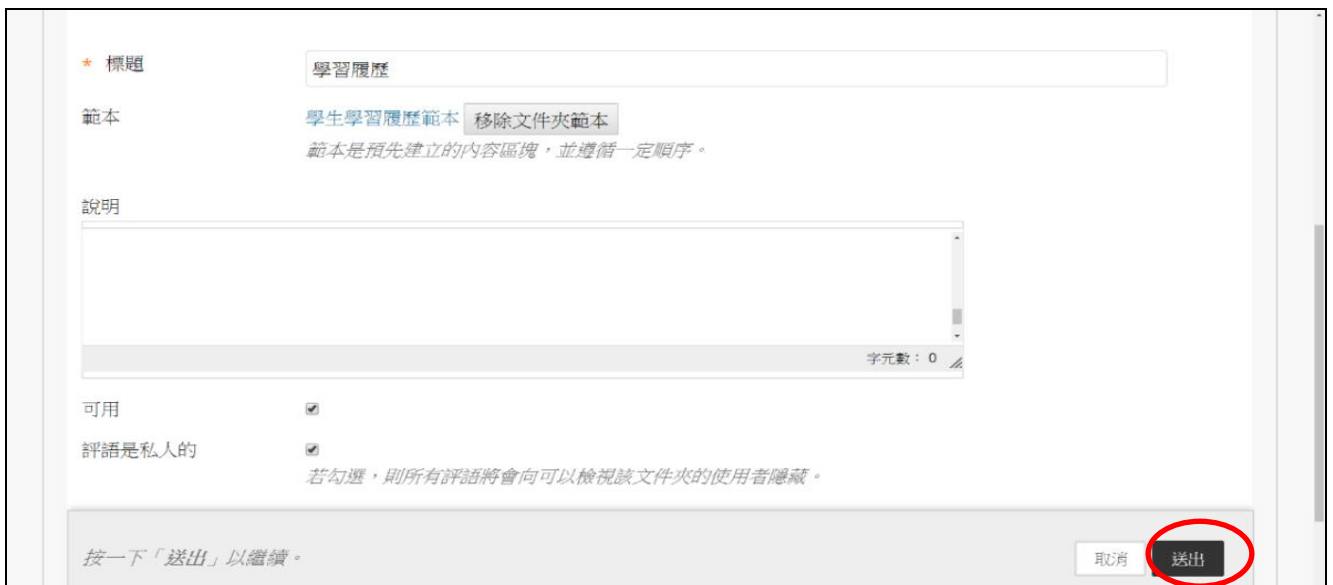 * 標題 學習履歷
範本 學生學習履歷範本 移除文件夾範本
範本是預先建立的內容區塊，並遵循一定順序。
說明
字元數：0
可用
評語是私人的
若勾選，則所有評語將會向可以檢視該文件夾的使用者隱藏。
按一下「送出」以繼續。 取消 送出